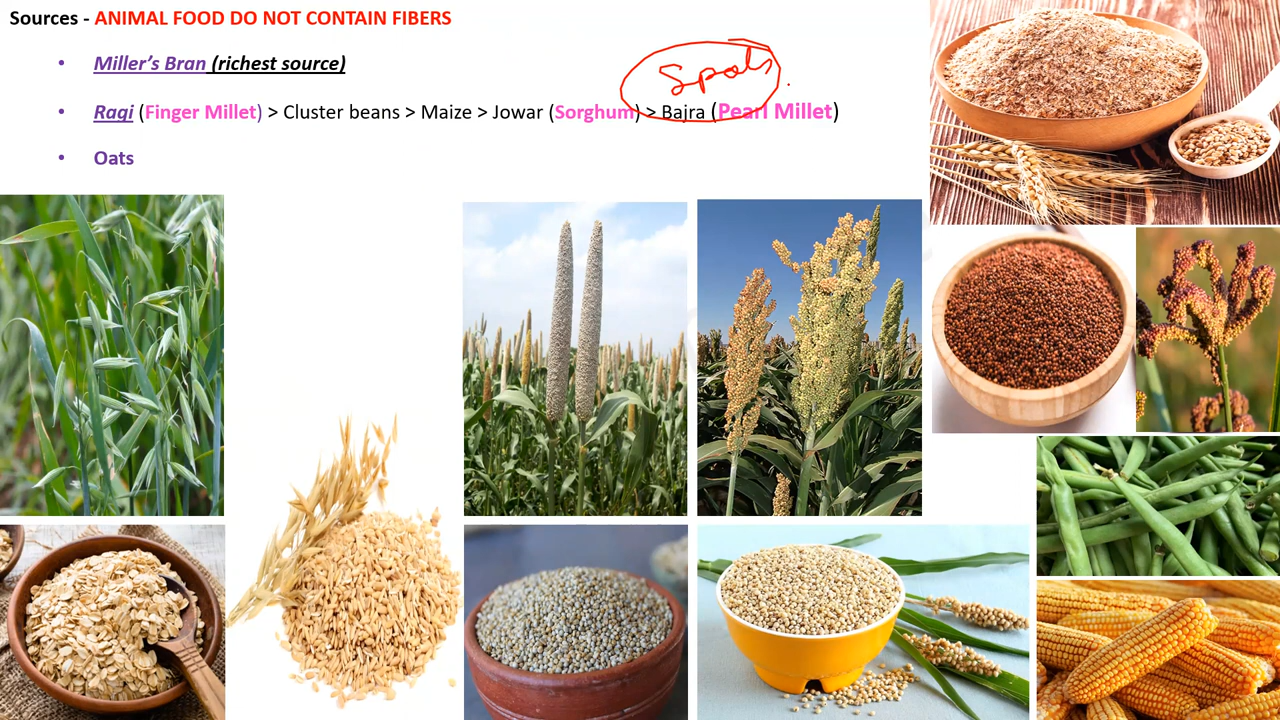 Sources - ANIMAL FOOD DO NOT CONTAIN FIBERS
• Miller's Bran (richest source)
• Ragi (Finger Millet) > Cluster beans > Maize > Jowar (Sorghum) > Bajra (Pearl Millet)
• Oats